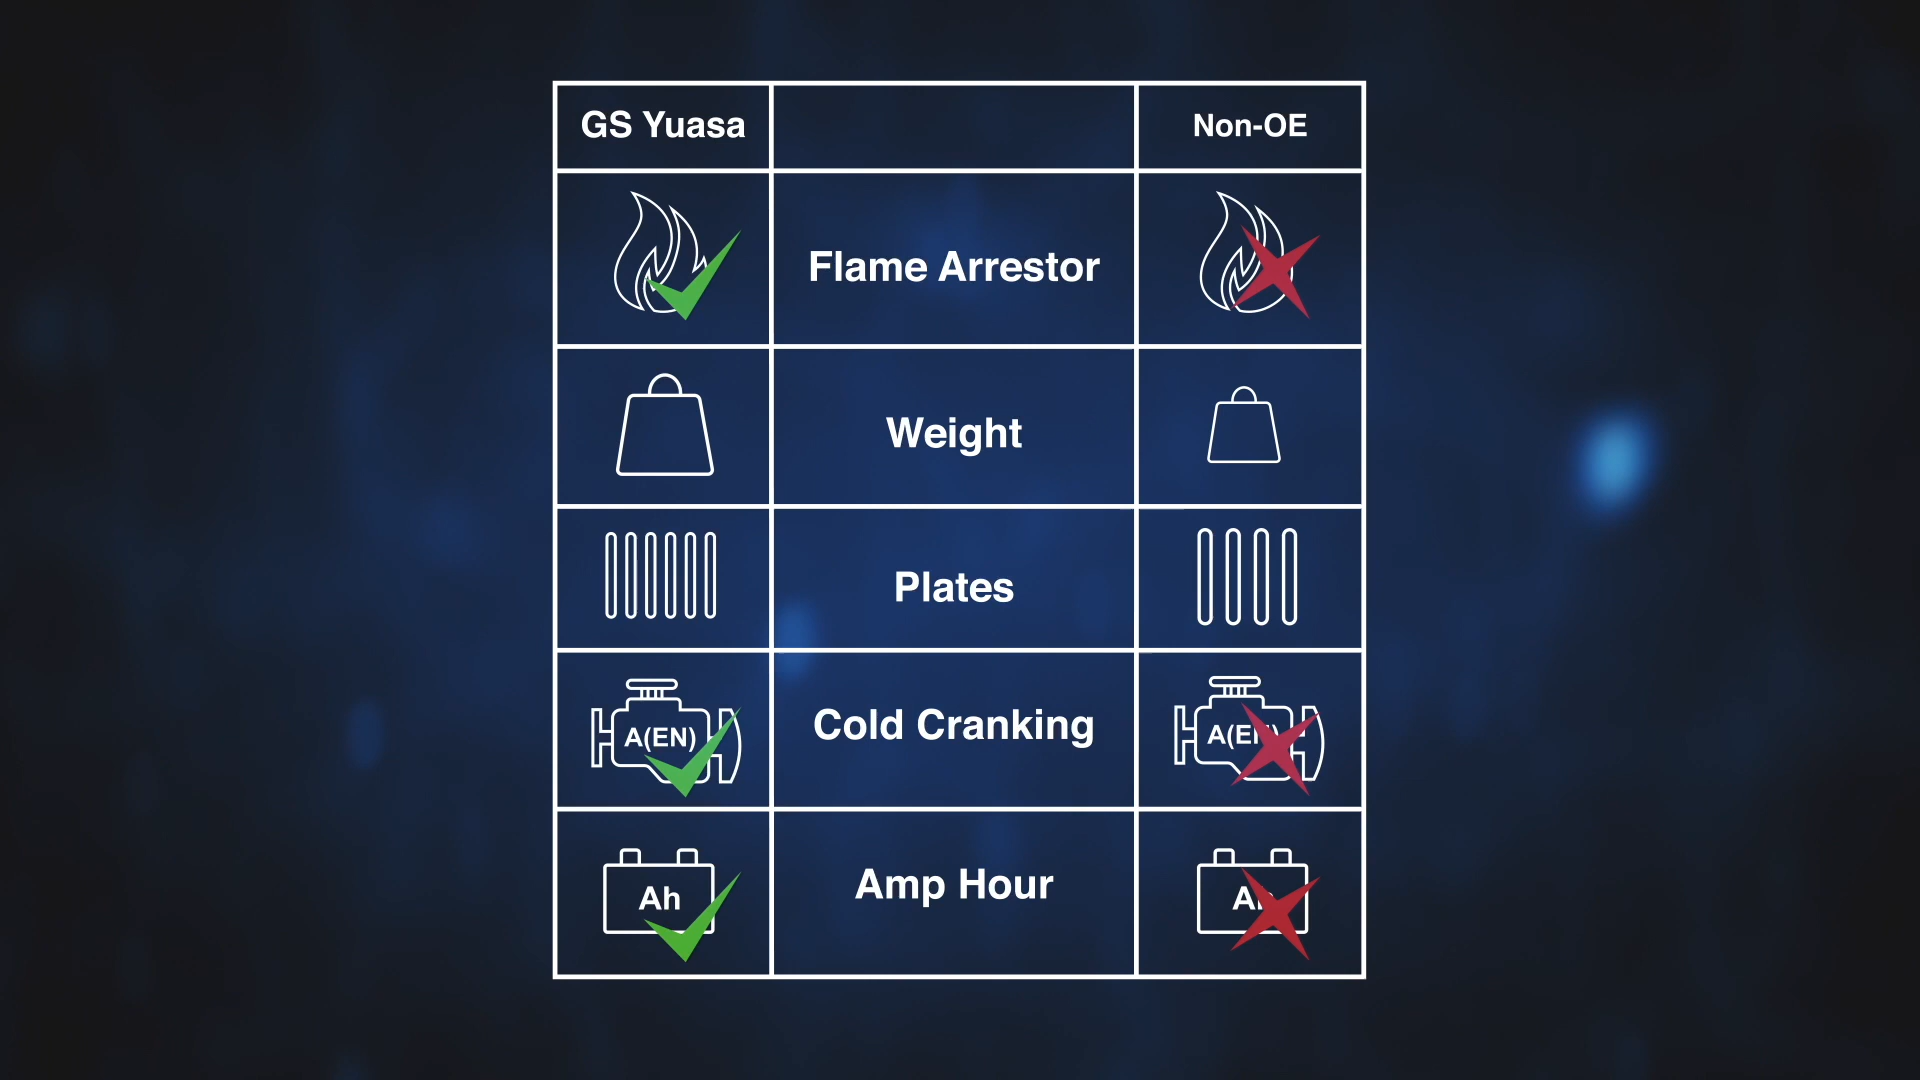 GS Yuasa
Non-OE
Flame Arrestor
Weight
Plates
A(EN)
Cold Cranking
Ah
Amp Hour